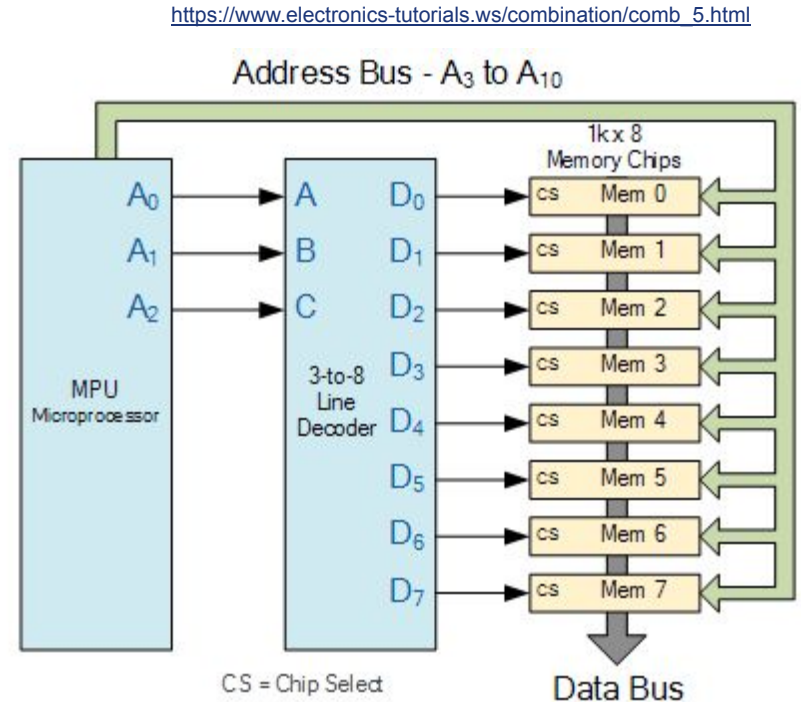 https://www.electronics-tutorials.ws/combination/comb_5.html
Address Bus - A₃ to A₁₀
1k x 8
Memory Chips
A₀ A D₀ cs Mem 0
A₁ B D₁ cs Mem 1
A₂ C D₂ cs Mem 2
D₃ cs Mem 3
MPU
Microprocessor
3-to-8
Line
Decoder
D₄ cs Mem 4
D₅ cs Mem 5
D₆ cs Mem 6
D₇ cs Mem 7
CS = Chip Select
Data Bus